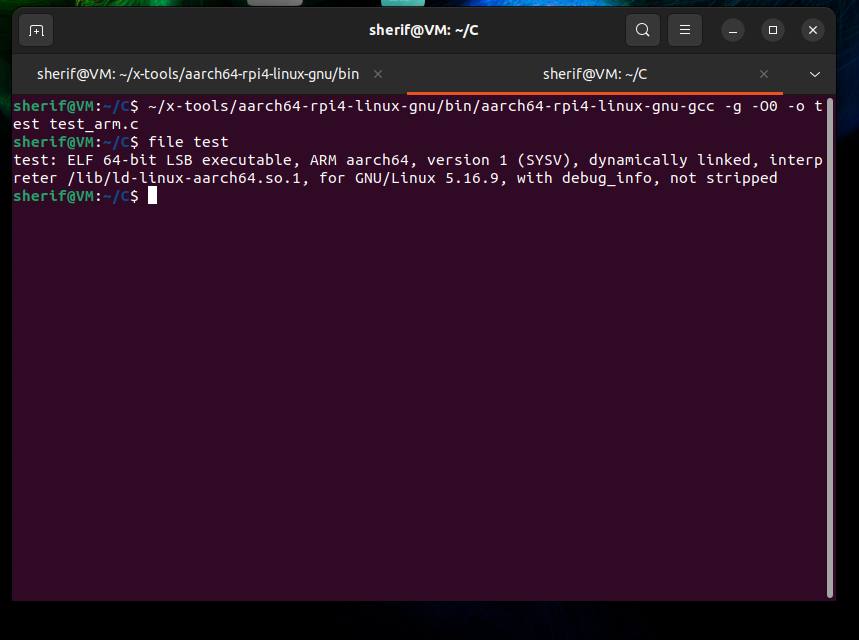 sherif@VM: ~/C
sherif@VM: ~/x-tools/aarch64-rpi4-linux-gnu/bin
sherif@VM: ~/C
sherif@VM:~/C$ ~/x-tools/aarch64-rpi4-linux-gnu/bin/aarch64-rpi4-linux-gnu-gcc -g -O0 -o t
est test_arm.c
sherif@VM:~/C$ file test
test: ELF 64-bit LSB executable, ARM aarch64, version 1 (SYSV), dynamically linked, interp
reter /lib/ld-linux-aarch64.so.1, for GNU/Linux 5.16.9, with debug_info, not stripped
sherif@VM:~/C$